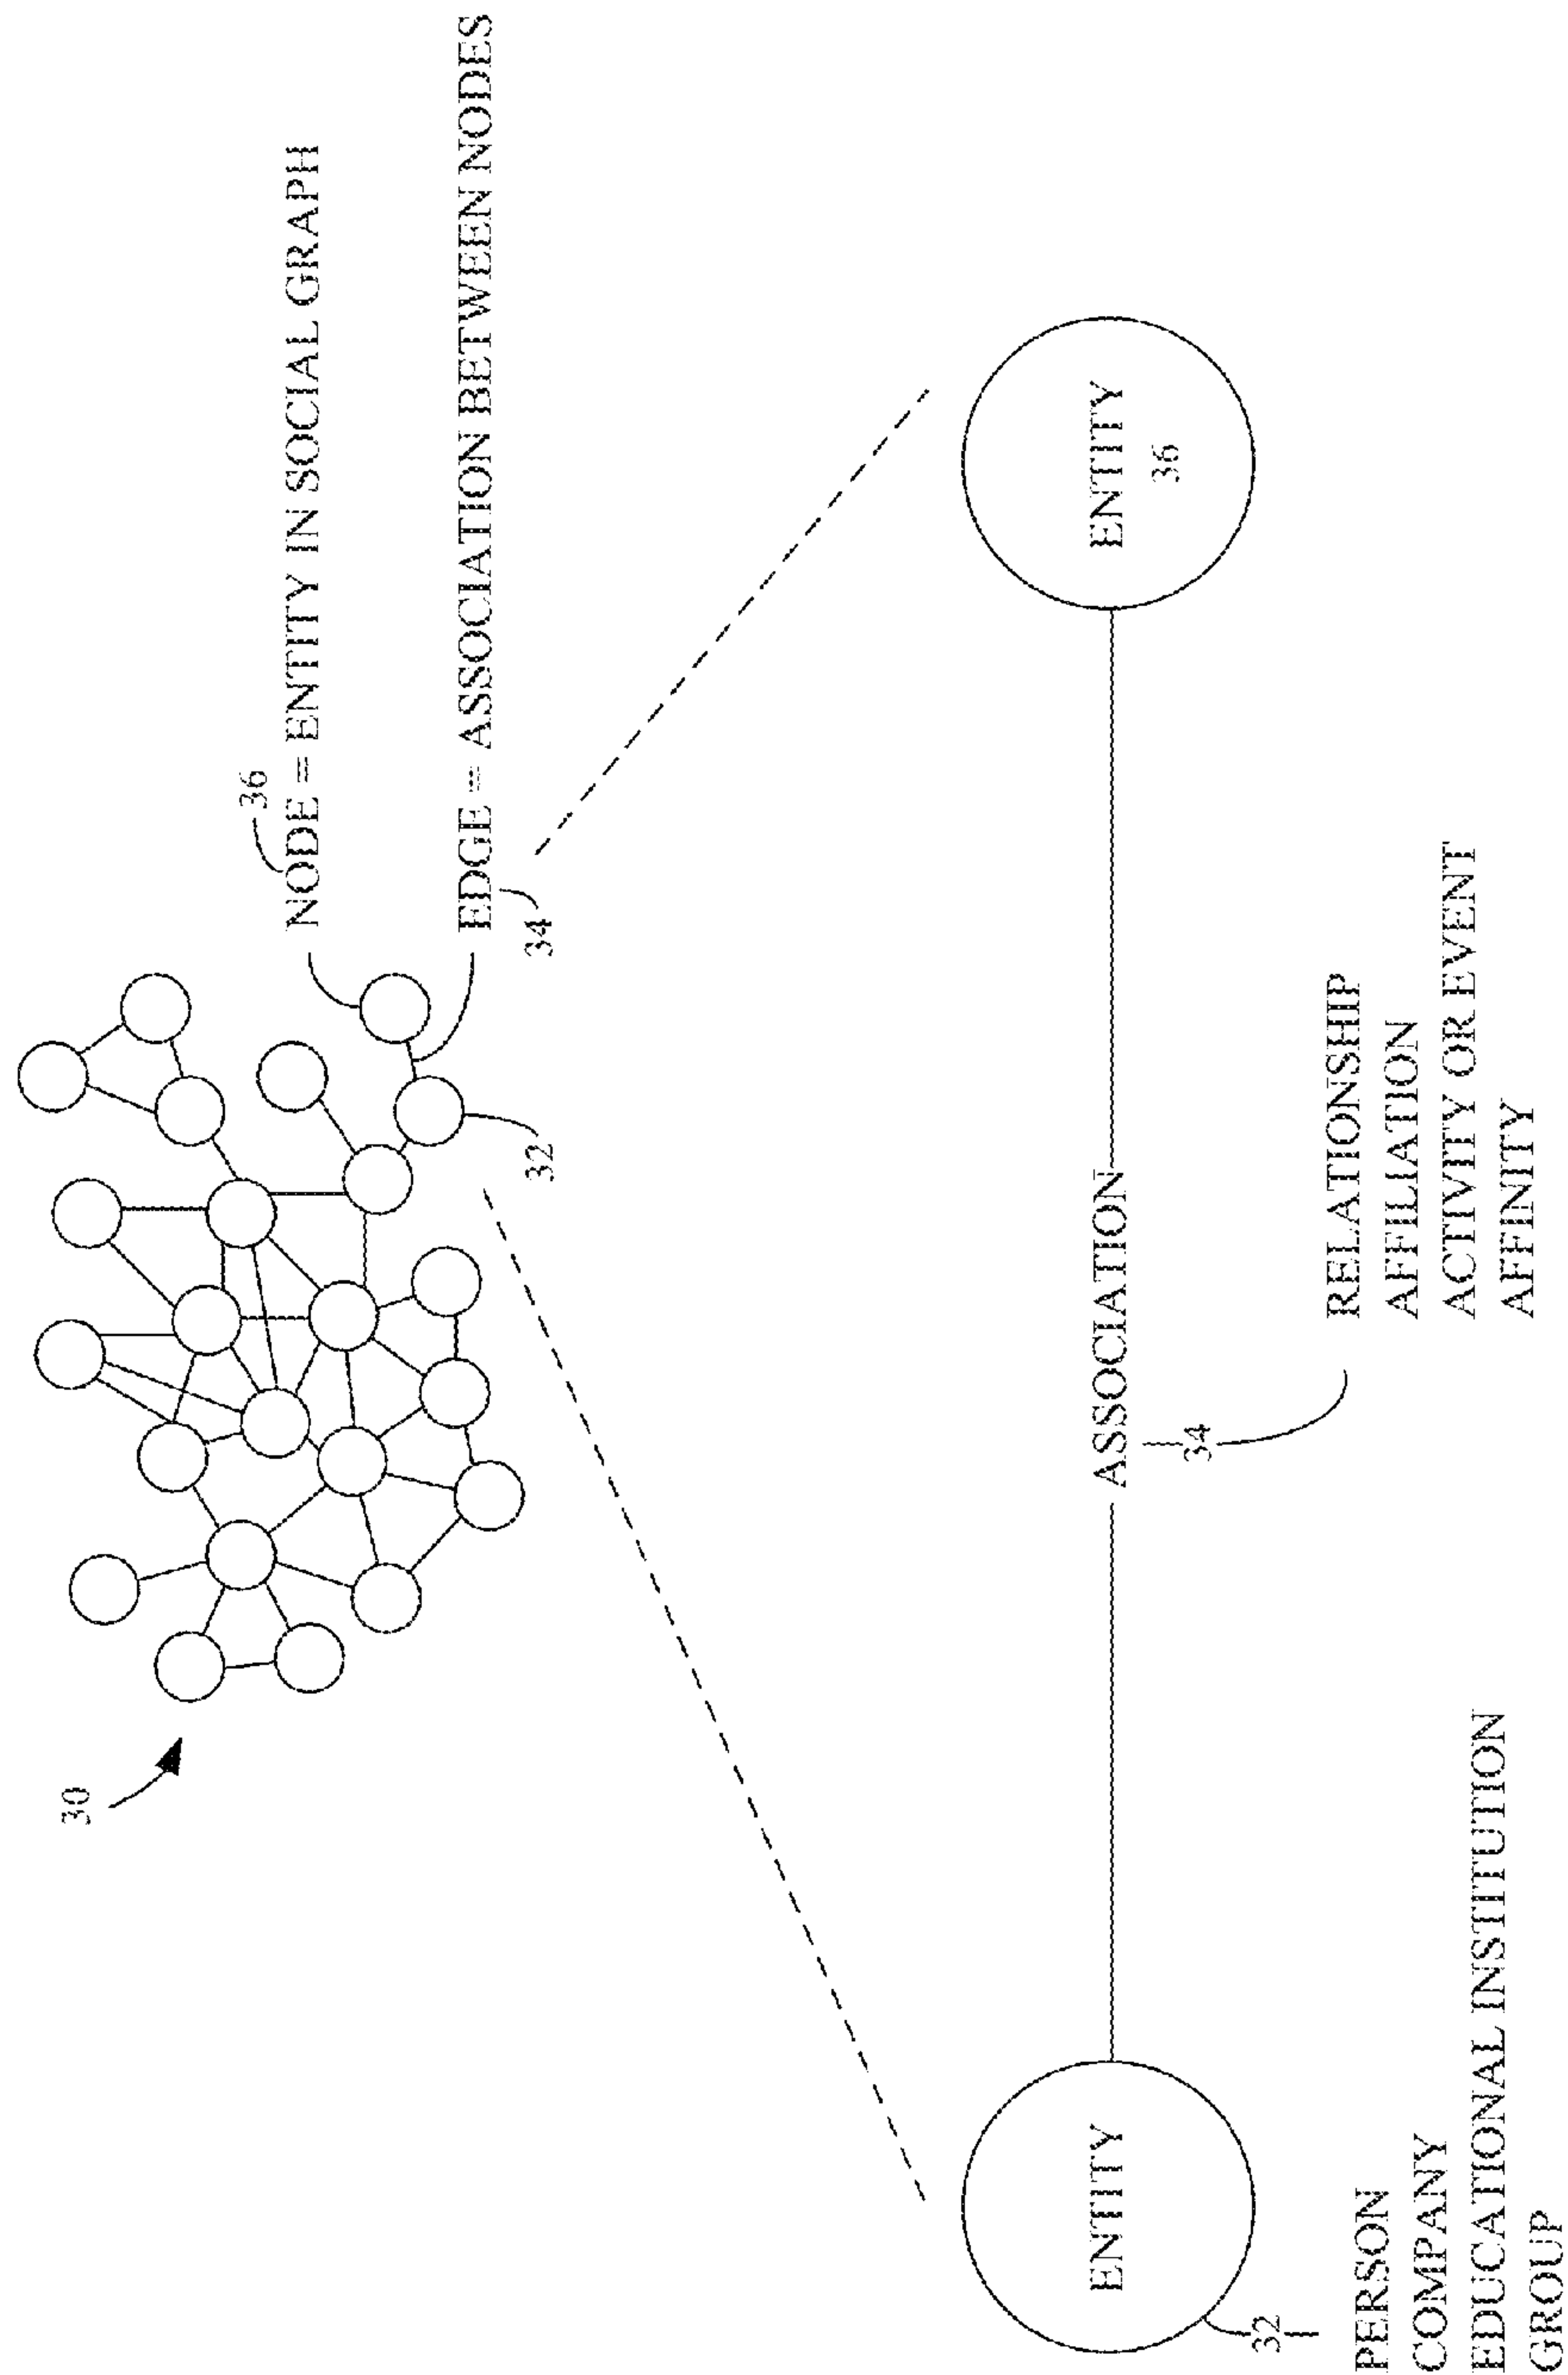 30
36
NODE = ENTITY IN SOCIAL GRAPH
EDGE = ASSOCIATION BETWEEN NODES
32
34
ENTITY
ASSOCIATION
ENTITY
36
32
34
PERSON
COMPANY
EDUCATIONAL INSTITUTION
GROUP
RELATIONSHIP
AFFILIATION
ACTIVITY OR EVENT
AFFINITY